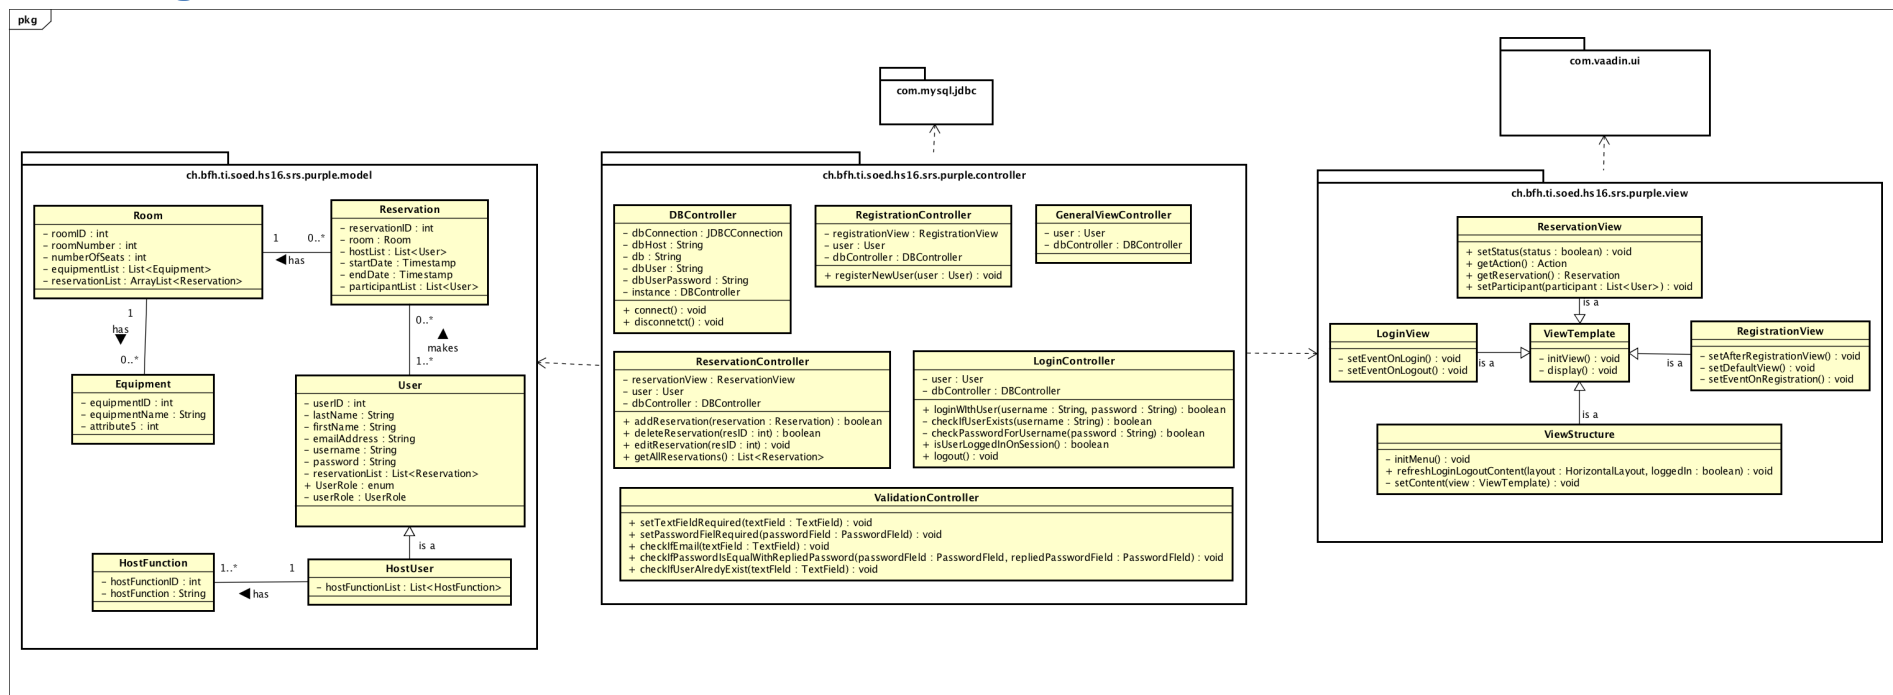 pkg
com.mysql.jdbc
com.vaadin.ui
ch.bfh.ti.soed.hs16.srs.purple.model
Room
– roomID : int
– roomNumber : int
– numberOfSeats : int
– equipmentList : List<Equipment>
– reservationList : ArrayList<Reservation>
1
0..*
◀ has
Reservation
– reservationID : int
– room : Room
– hostList : List<User>
– startDate : Timestamp
– endDate : Timestamp
– participantList : List<User>
1
has
▼
0..*
0..*
▲
makes
1..*
Equipment
– equipmentID : int
– equipmentName : String
– attribute5 : int
User
– userID : int
– lastName : String
– firstName : String
– emailAddress : String
– username : String
– password : String
– reservationList : List<Reservation>
+ UserRole : enum
– userRole : UserRole
is a
HostFunction
– hostFunctionID : int
– hostFunction : String
1..*
1
◀ has
HostUser
– hostFunctionList : List<HostFunction>
ch.bfh.ti.soed.hs16.srs.purple.controller
DBController
– dbConnection : JDBCConnection
– dbHost : String
– db : String
– dbUser : String
– dbUserPassword : String
– instance : DBController
+ connect() : void
+ disconnetct() : void
RegistrationController
– registrationView : RegistrationView
– user : User
– dbController : DBController
+ registerNewUser(user : User) : void
GeneralViewController
– user : User
– dbController : DBController
ReservationController
– reservationView : ReservationView
– user : User
– dbController : DBController
+ addReservation(reservation : Reservation) : boolean
+ deleteReservation(resID : int) : boolean
+ editReservation(resID : int) : void
+ getAllReservations() : List<Reservation>
LoginController
– user : User
– dbController : DBController
+ loginWIthUser(username : String, password : String) : boolean
– checkIfUserExists(username : String) : boolean
– checkPasswordForUsername(password : String) : boolean
+ isUserLoggedInOnSession() : boolean
+ logout() : void
ValidationController
+ setTextFieldRequired(textField : TextField) : void
+ setPasswordFielRequired(passwordField : PasswordFIeld) : void
+ checkIfEmail(textField : TextField) : void
+ checkIfPasswordIsEqualWithRepliedPassword(passwordField : PasswordFIeld, repliedPasswordField : PasswordFIeld) : void
+ checkIfUserAlredyExist(textFIeld : TextField) : void
ch.bfh.ti.soed.hs16.srs.purple.view
ReservationView
+ setStatus(status : boolean) : void
+ getAction() : Action
+ getReservation() : Reservation
+ setParticipant(participant : List<User>) : void
is a
LoginView
– setEventOnLogin() : void
– setEventOnLogout() : void
is a
ViewTemplate
– initView() : void
– display() : void
is a
RegistrationView
– setAfterRegistrationView() : void
– setDefaultView() : void
– setEventOnRegistration() : void
is a
ViewStructure
– initMenu() : void
+ refreshLoginLogoutContent(layout : HorizontalLayout, loggedIn : boolean) : void
– setContent(view : ViewTemplate) : void